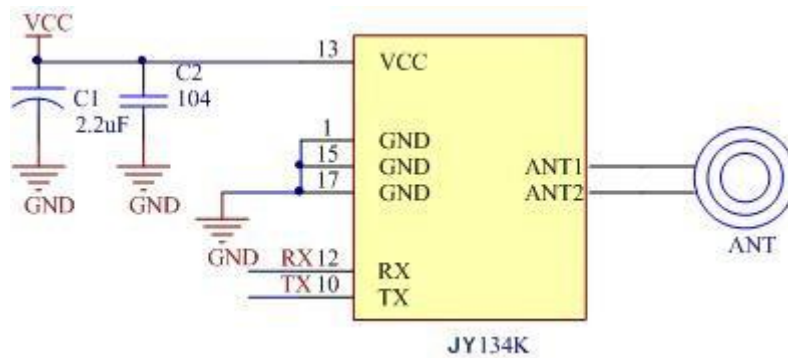 VCC
13
VCC
C1
2.2uF
C2
104
GND
GND
1
GND
15
GND
17
GND
GND
ANT1
ANT2
ANT
RX 12
RX
TX 10
TX
JY134K